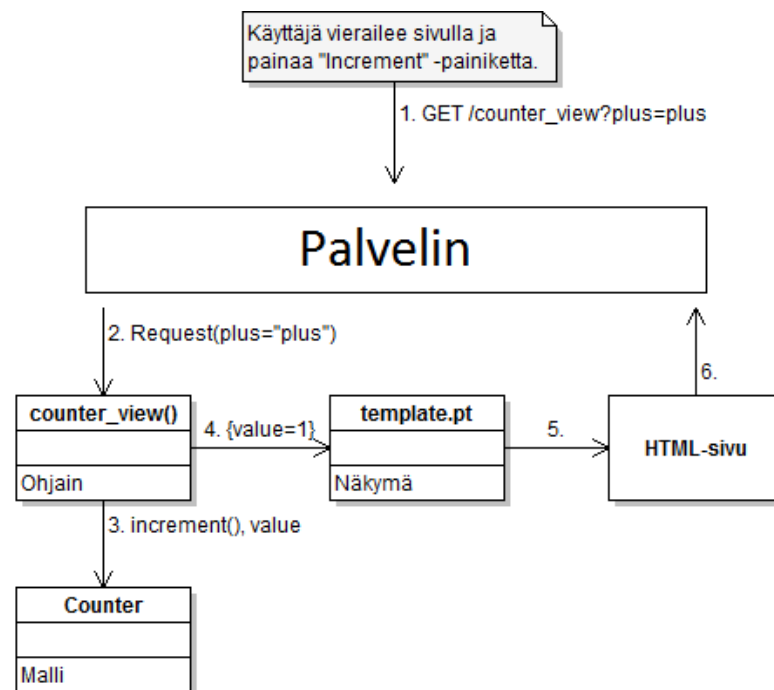 Käyttäjä vierailee sivulla ja
painaa "Increment" -painiketta.
1. GET /counter_view?plus=plus
Palvelin
2. Request(plus="plus")
6.
counter_view()
Ohjain
4. {value=1}
template.pt
Näkymä
5.
HTML-sivu
3. increment(), value
Counter
Malli